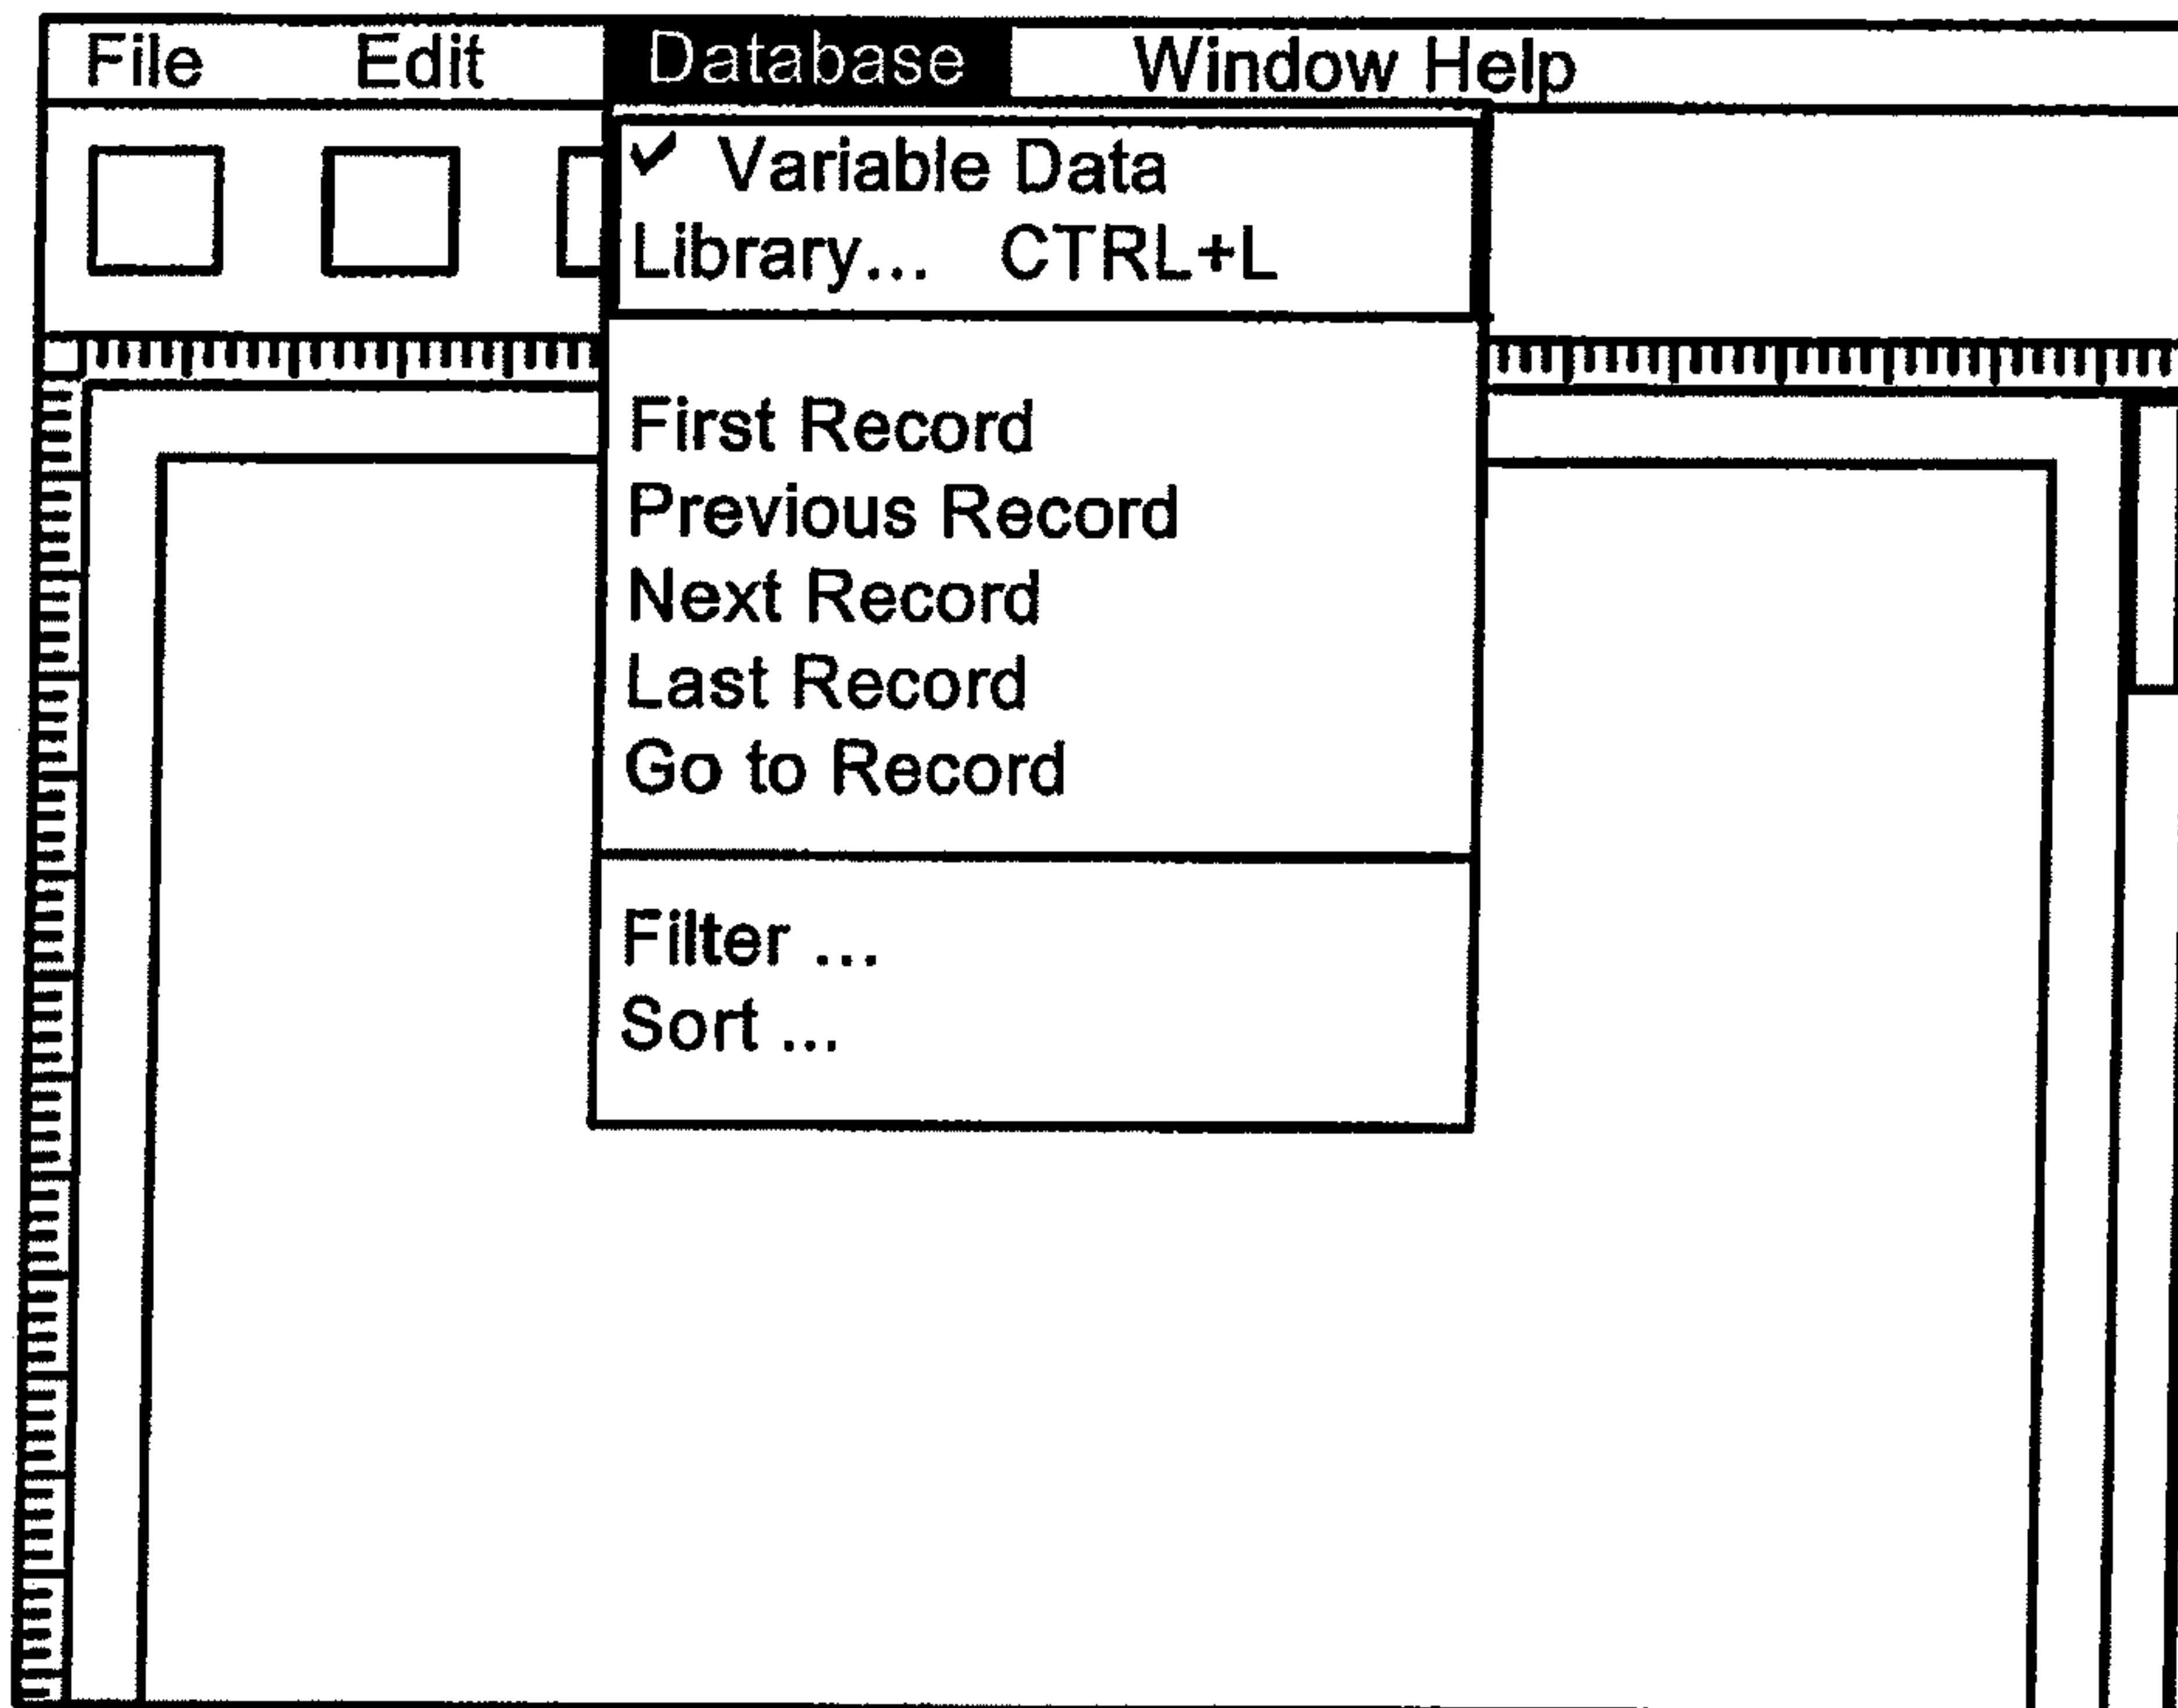 File Edit Database Window Help
✓ Variable Data
Library... CTRL+L
First Record
Previous Record
Next Record
Last Record
Go to Record
Filter ...
Sort ...